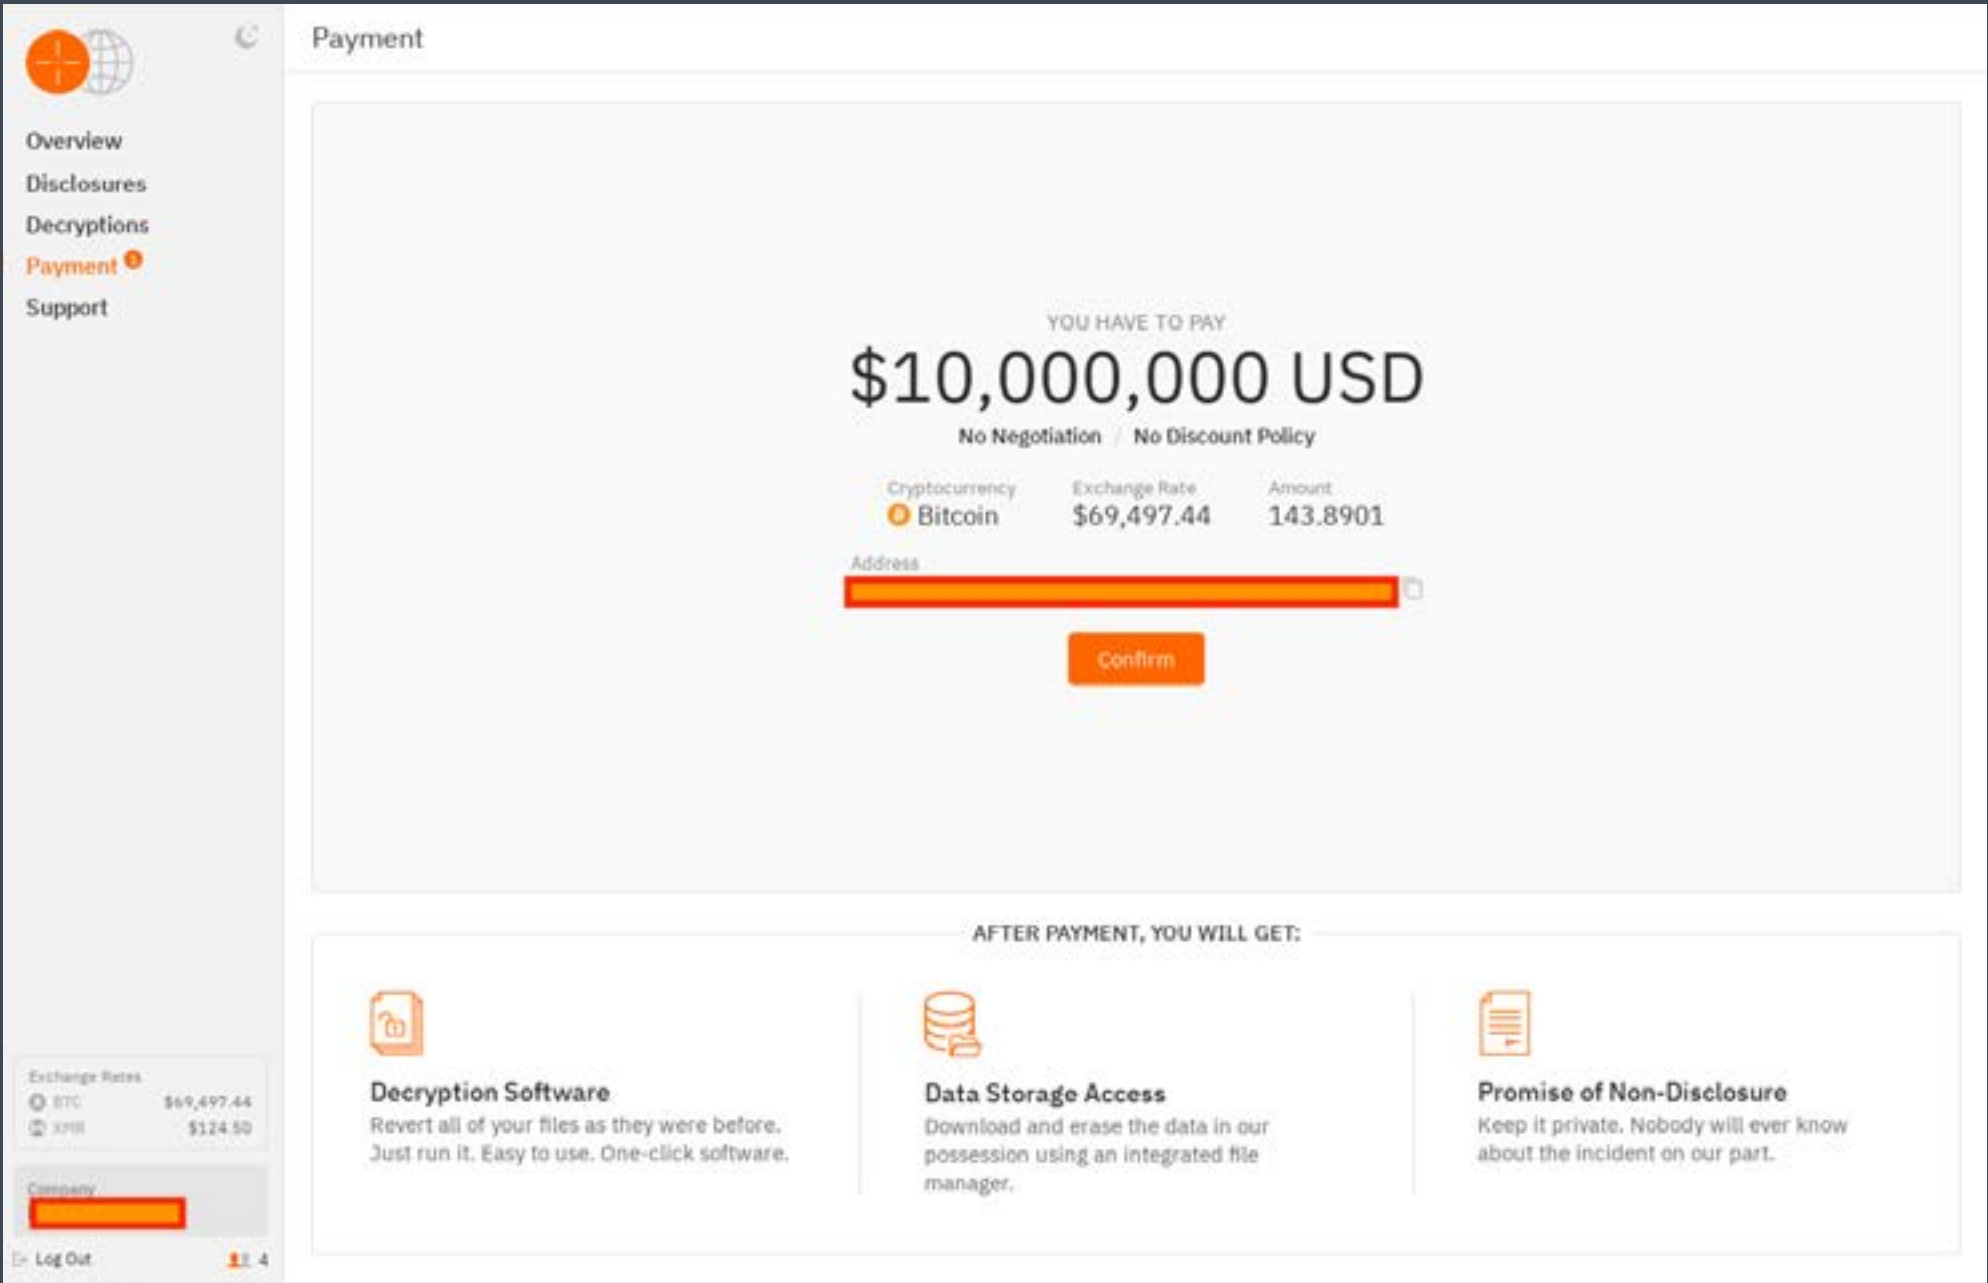 Payment
Overview
Disclosures
Decryptions
Payment
Support
YOU HAVE TO PAY
$10,000,000 USD
No Negotiation / No Discount Policy
Cryptocurrency Exchange Rate Amount
Bitcoin $69,497.44 143.8901
Address
Confirm
AFTER PAYMENT, YOU WILL GET:
Decryption Software
Revert all of your files as they were before.
Just run it. Easy to use. One-click software.
Data Storage Access
Download and erase the data in our
possession using an integrated file
manager.
Promise of Non-Disclosure
Keep it private. Nobody will ever know
about the incident on our part.
Exchange Rates
BTC $69,497.44
XMR $124.50
Company
Log Out 4